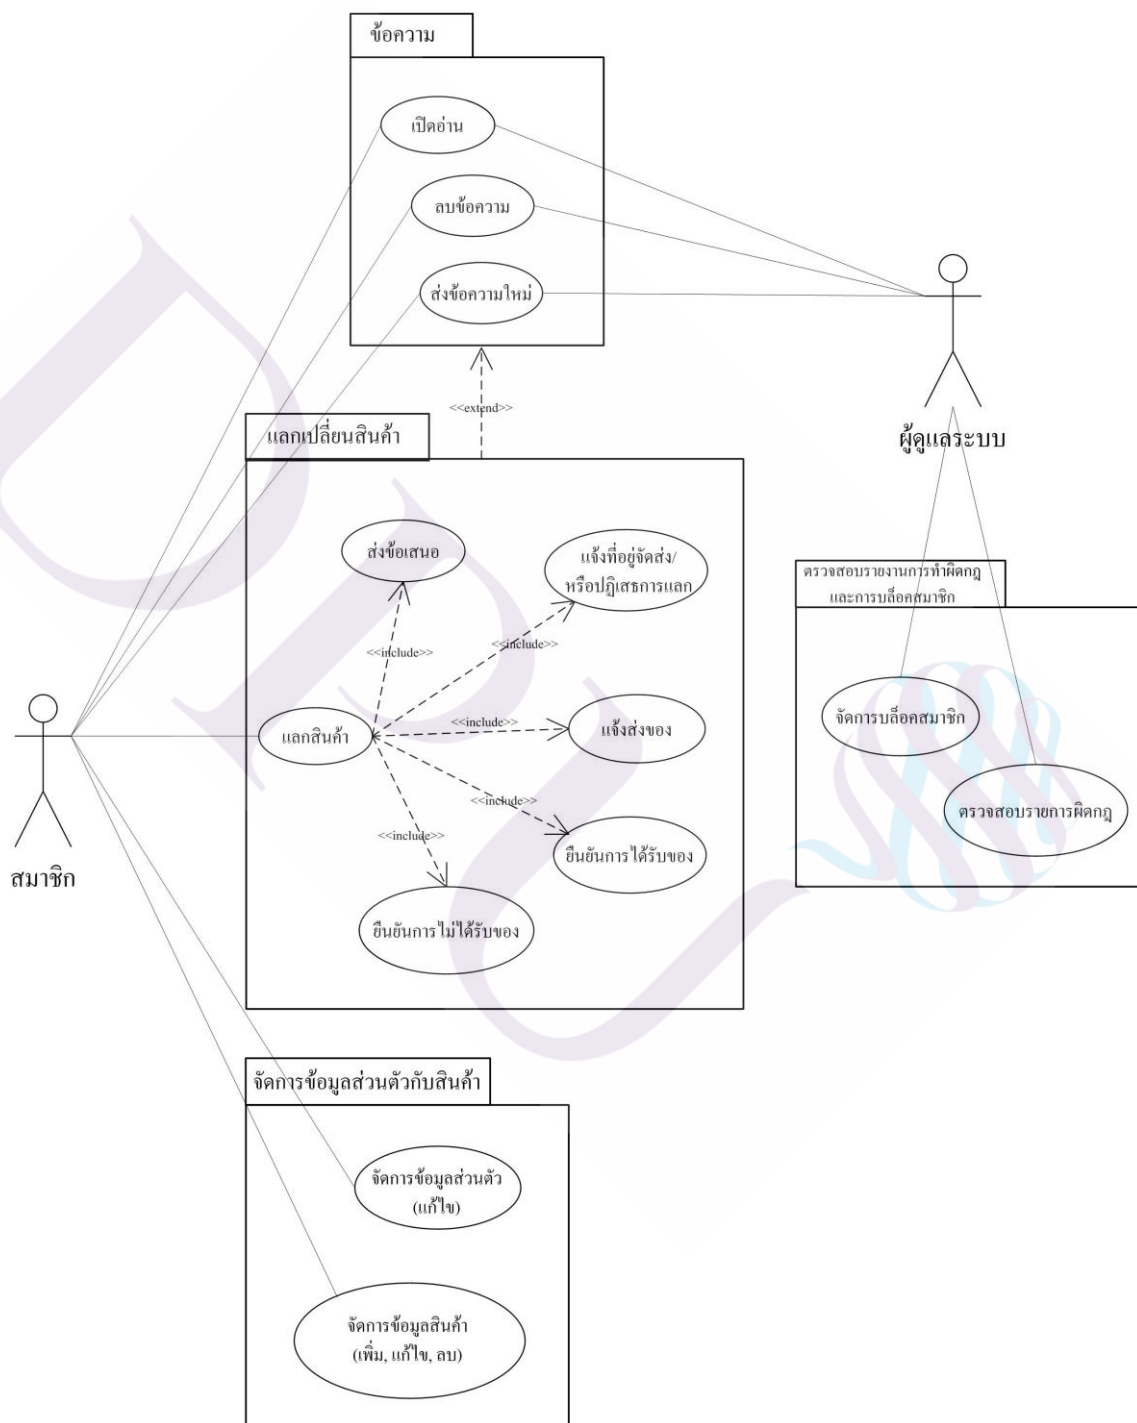 ข้อความ
เปิดอ่าน
ลบข้อความ
ส่งข้อความใหม่
<<extend>>
ผู้ดูแลระบบ
แลกเปลี่ยนสินค้า
ส่งข้อเสนอ
แจ้งที่อยู่จัดส่ง/
หรือปฏิเสธการแลก
<<include>>
<<include>>
แลกสินค้า
<<include>>
แจ้งส่งของ
<<include>>
<<include>>
ยืนยันการได้รับของ
ยืนยันการไม่ได้รับของ
สมาชิก
ตรวจสอบรายงานการทำผิดกฎ
และการบล็อคสมาชิก
จัดการบล็อคสมาชิก
ตรวจสอบรายการผิดกฎ
จัดการข้อมูลส่วนตัวกับสินค้า
จัดการข้อมูลส่วนตัว
(แก้ไข)
จัดการข้อมูลสินค้า
(เพิ่ม, แก้ไข, ลบ)
DPU